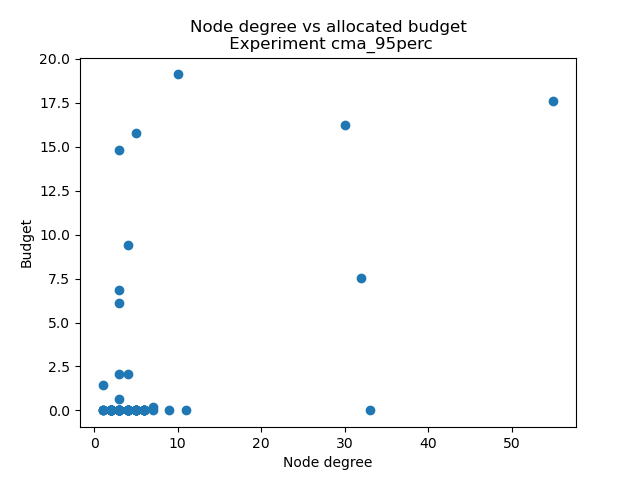 Node degree vs allocated budget
Experiment cma_95perc
20.0
17.5
15.0
12.5
10.0
7.5
5.0
2.5
0.0
Budget
0 10 20 30 40 50
Node degree